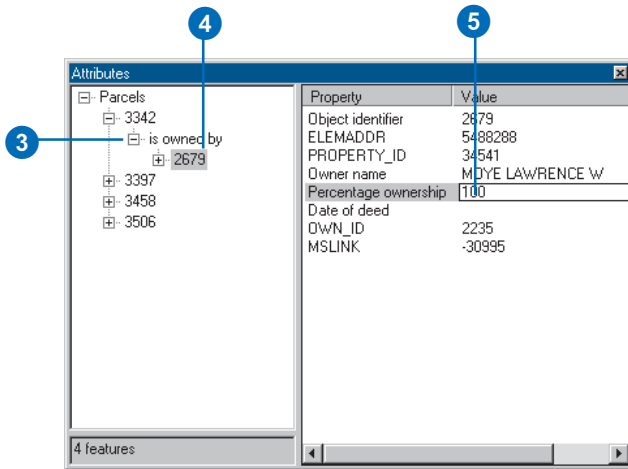 4
5
Attributes
Parcels
3342
3
is owned by
2679
3397
3458
3506
4 features
Property Value
Object identifier 2679
ELEMADDR 5488288
PROPERTY_ID 34541
Owner name MOYE LAWRENCE W
Percentage ownership 100
Date of deed
OWN_ID 2235
MSLINK -30995